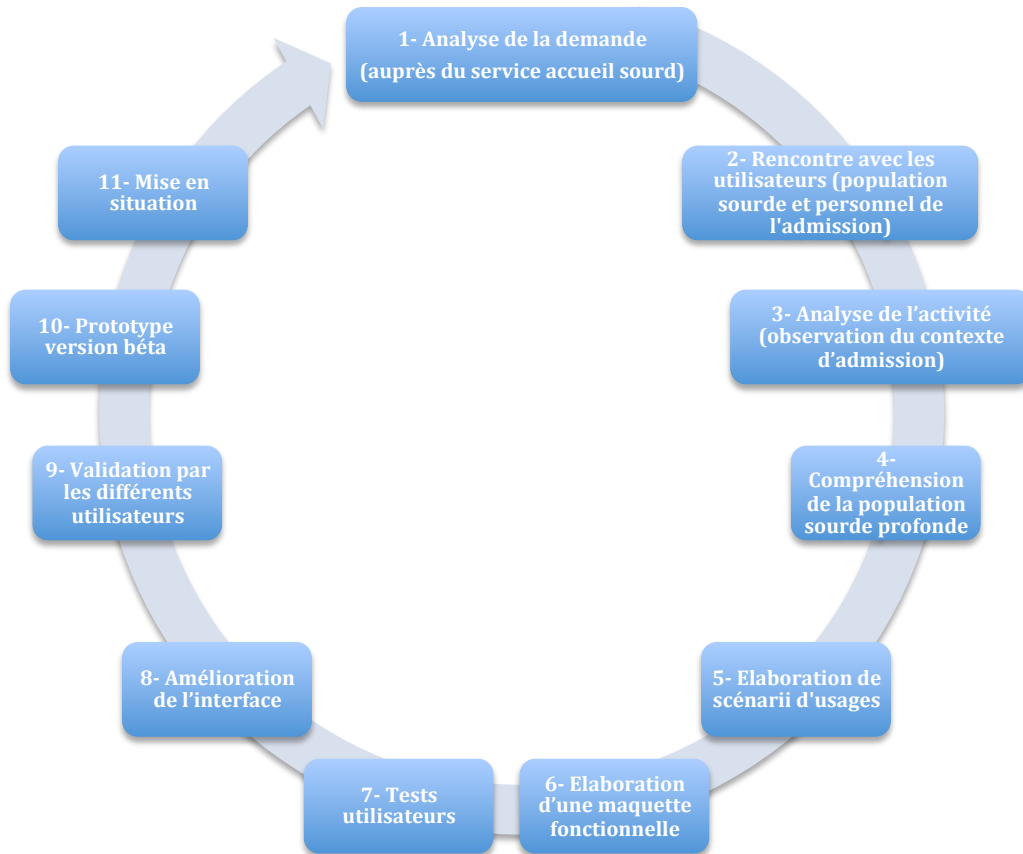 1- Analyse de la demande
(auprès du service accueil sourd)
2- Rencontre avec les
utilisateurs (population
sourde et personnel de
l'admission)
3- Analyse de l’activité
(observation du contexte
d’admission)
4-
Compréhension
de la population
sourde profonde
5- Elaboration de
scénarii d'usages
6- Elaboration
d’une maquette
fonctionnelle
7- Tests
utilisateurs
8- Amélioration
de l’interface
9- Validation par
les différents
utilisateurs
10- Prototype
version béta
11- Mise en
situation